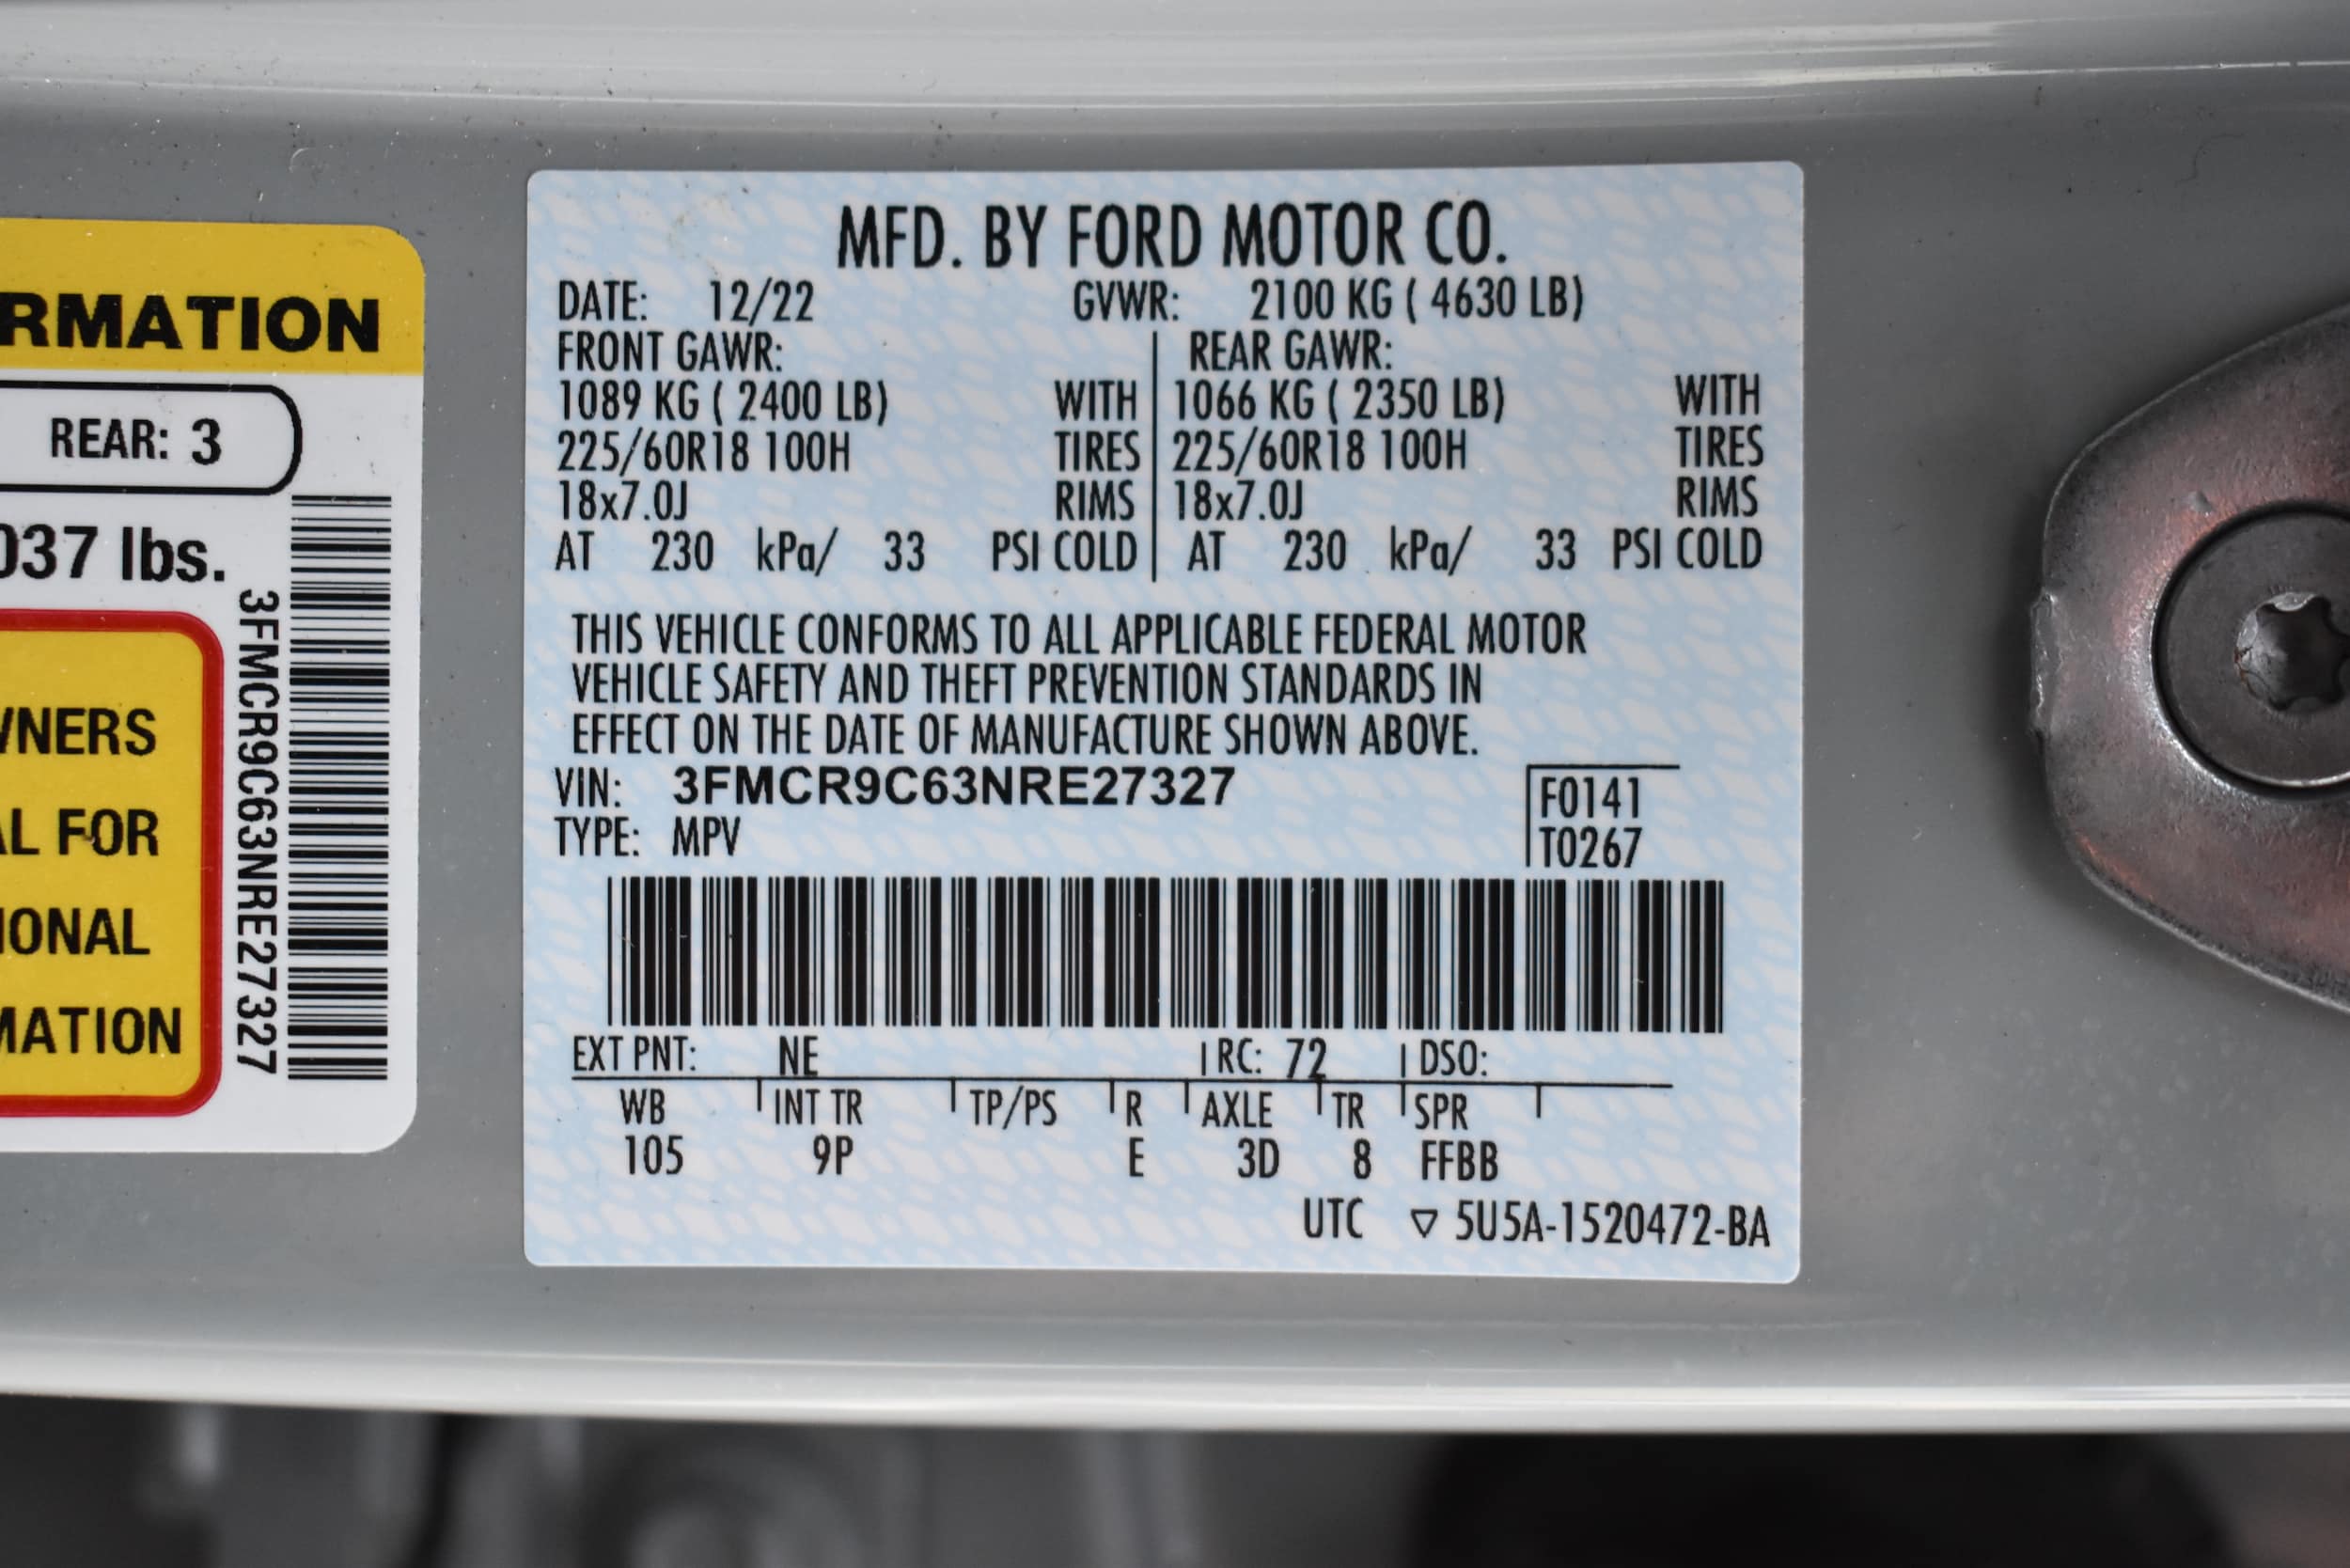 RMATION
REAR: 3
037 lbs.
WNERS
AL FOR
IONAL
MATION
3FMCR9C63NRE27327
MFD. BY FORD MOTOR CO.
DATE: 12/22 GVWR: 2100 KG ( 4630 LB)
FRONT GAWR: REAR GAWR:
1089 KG ( 2400 LB) WITH 1066 KG ( 2350 LB) WITH
225/60R18 100H TIRES 225/60R18 100H TIRES
18x7.0J RIMS 18x7.0J RIMS
AT 230 kPa/ 33 PSI COLD AT 230 kPa/ 33 PSI COLD
THIS VEHICLE CONFORMS TO ALL APPLICABLE FEDERAL MOTOR
VEHICLE SAFETY AND THEFT PREVENTION STANDARDS IN
EFFECT ON THE DATE OF MANUFACTURE SHOWN ABOVE.
VIN: 3FMCR9C63NRE27327 F0141
TYPE: MPV T0267
EXT PNT: NE RC: 72 DSO:
WB INT TR TP/PS R AXLE TR SPR
105 9P E 3D 8 FFBB
UTC ▽ 5U5A-1520472-BA